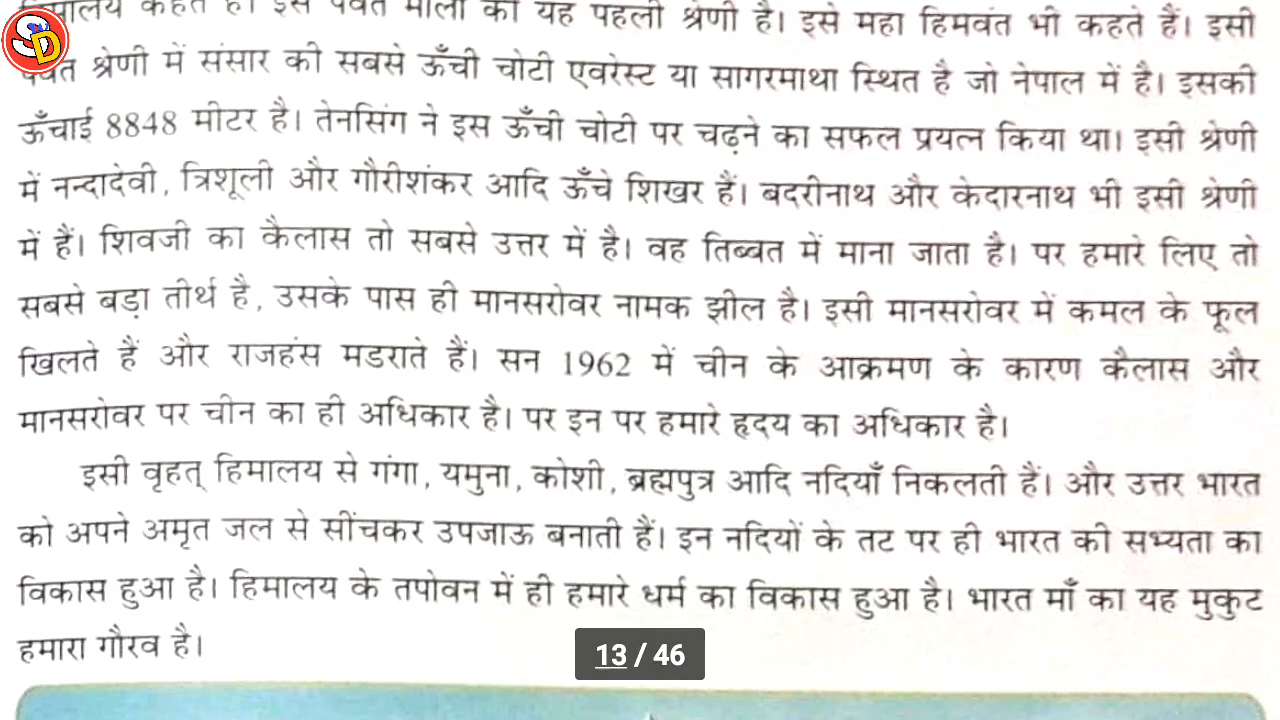 हिमालय कहते हैं। इस पर्वत माला की यह पहली श्रेणी है। इसे महा हिमवंत भी कहते हैं। इसी
SD
पर्वत श्रेणी में संसार की सबसे ऊँची चोटी एवरेस्ट या सागरमाथा स्थित है जो नेपाल में है। इसकी
ऊँचाई 8848 मीटर है। तेनसिंग ने इस ऊँची चोटी पर चढ़ने का सफल प्रयत्न किया था। इसी श्रेणी
में नन्दादेवी, त्रिशूली और गौरीशंकर आदि ऊँचे शिखर हैं। बदरीनाथ और केदारनाथ भी इसी श्रेणी
में हैं। शिवजी का कैलास तो सबसे उत्तर में है। वह तिब्बत में माना जाता है। पर हमारे लिए तो
सबसे बड़ा तीर्थ है, उसके पास ही मानसरोवर नामक झील है। इसी मानसरोवर में कमल के फूल
खिलते हैं और राजहंस मडराते हैं। सन 1962 में चीन के आक्रमण के कारण कैलास और
मानसरोवर पर चीन का ही अधिकार है। पर इन पर हमारे हृदय का अधिकार है।
इसी वृहत् हिमालय से गंगा, यमुना, कोशी, ब्रह्मपुत्र आदि नदियाँ निकलती हैं। और उत्तर भारत
को अपने अमृत जल से सींचकर उपजाऊ बनाती हैं। इन नदियों के तट पर ही भारत की सभ्यता का
विकास हुआ है। हिमालय के तपोवन में ही हमारे धर्म का विकास हुआ है। भारत माँ का यह मुकुट
हमारा गौरव है।
13 / 46